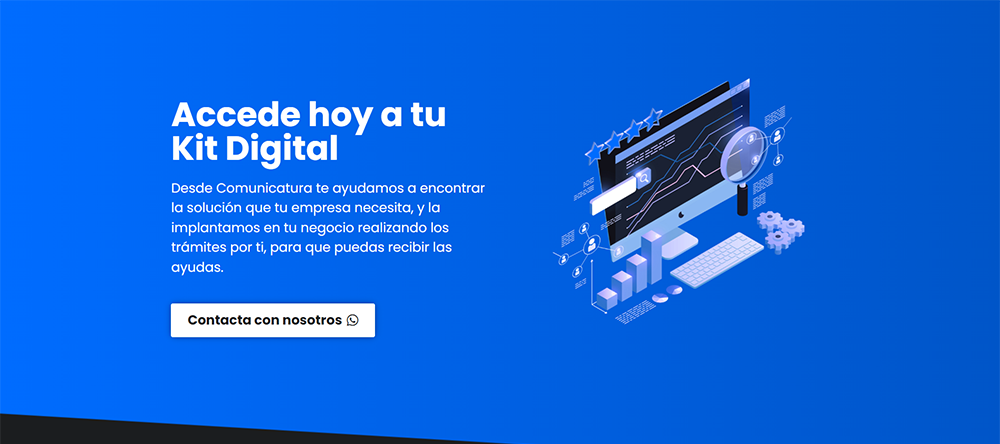 Accede hoy a tu
Kit Digital
Desde Comunicatura te ayudamos a encontrar
la solución que tu empresa necesita, y la
implantamos en tu negocio realizando los
trámites por ti, para que puedas recibir las
ayudas.
Contacta con nosotros